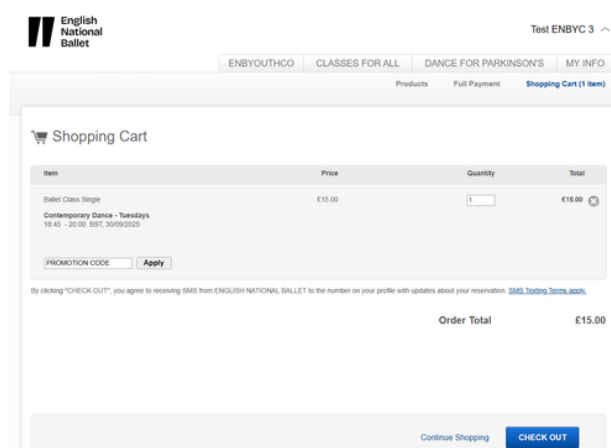 English
National
Ballet
Test ENBYC 3
ENBYOUTHCO CLASSES FOR ALL DANCE FOR PARKINSON'S MY INFO
Products Full Payment Shopping Cart (1 item)
Shopping Cart
Item Price Quantity Total
Ballet Class Single £15.00 1 £15.00
Contemporary Dance - Tuesdays
18:45 - 20:00 BST, 30/09/2025
PROMOTION CODE Apply
By clicking "CHECK OUT", you agree to receiving SMS from ENGLISH NATIONAL BALLET to the number on your profile with updates about your reservation. SMS Texting Terms apply.
Order Total £15.00
Continue Shopping CHECK OUT